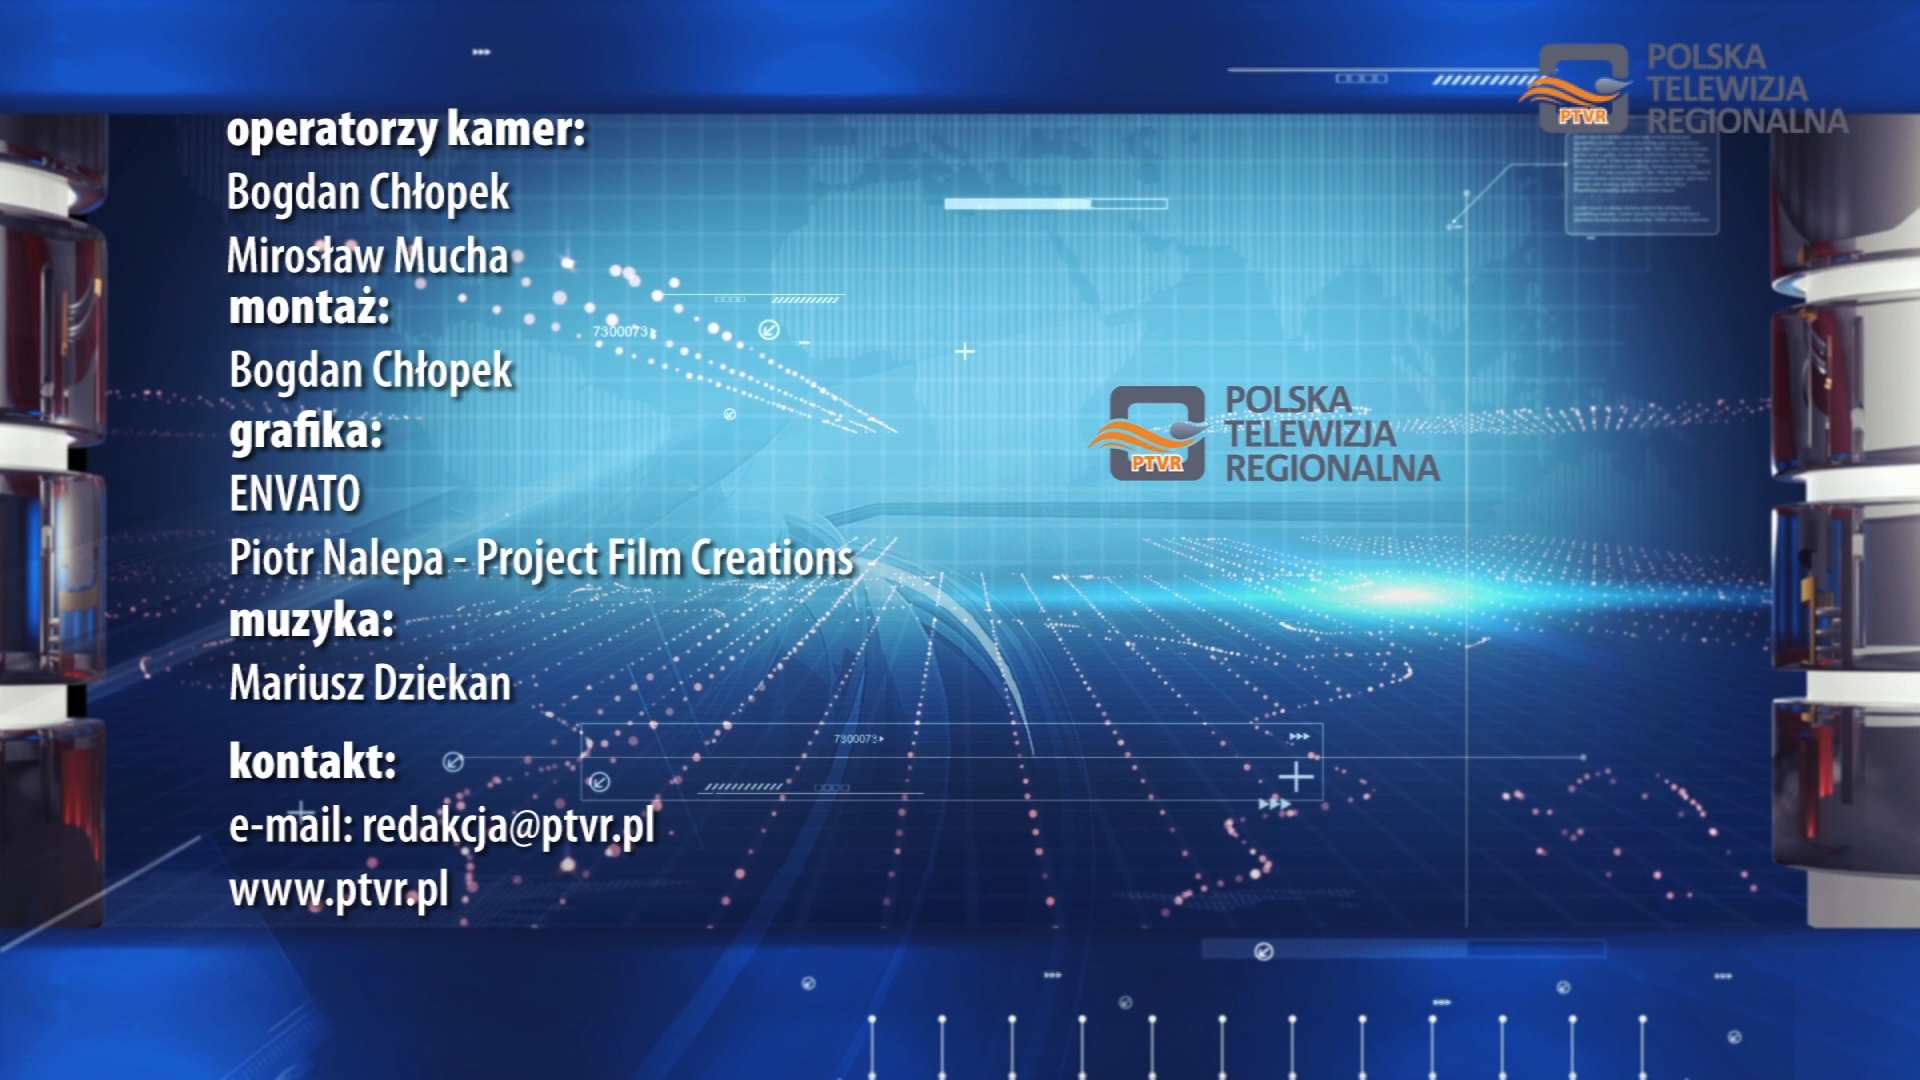 POLSKA
TELEWIZJA
REGIONALNA
PTVR
operatorzy kamer:
Bogdan Chłopek
Mirosław Mucha
montaż:
Bogdan Chłopek
grafika:
ENVATO
Piotr Nalepa - Project Film Creations
muzyka:
Mariusz Dziekan
kontakt:
e-mail: redakcja@ptvr.pl
www.ptvr.pl
POLSKA
TELEWIZJA
REGIONALNA
PTVR
7300073
7300073